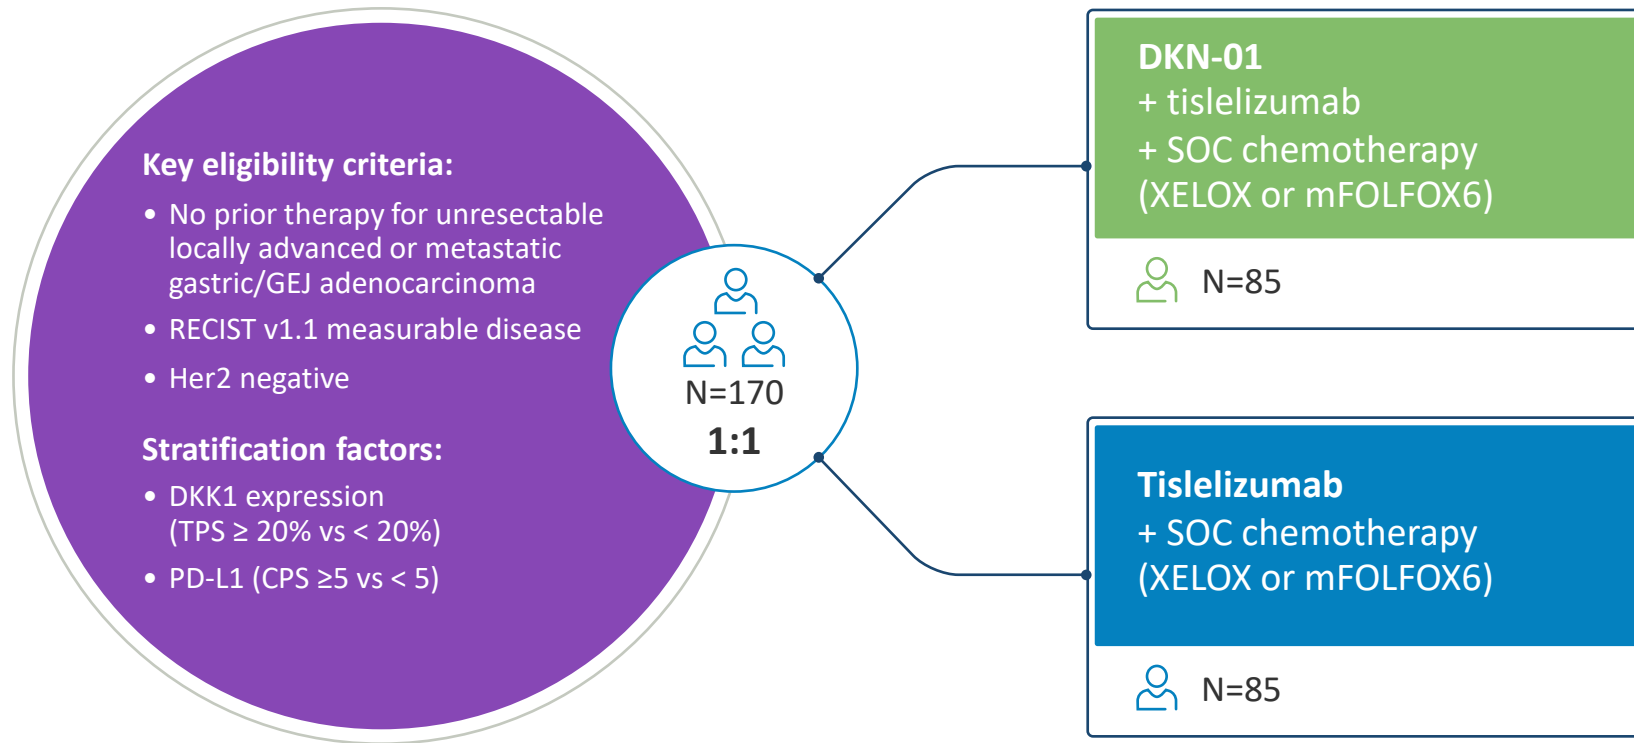 Key eligibility criteria:
• No prior therapy for unresectable
locally advanced or metastatic
gastric/GEJ adenocarcinoma
• RECIST v1.1 measurable disease
• Her2 negative
Stratification factors:
• DKK1 expression
(TPS ≥ 20% vs < 20%)
• PD-L1 (CPS ≥5 vs < 5)
N=170
1:1
DKN-01
+ tislelizumab
+ SOC chemotherapy
(XELOX or mFOLFOX6)
N=85
Tislelizumab
+ SOC chemotherapy
(XELOX or mFOLFOX6)
N=85